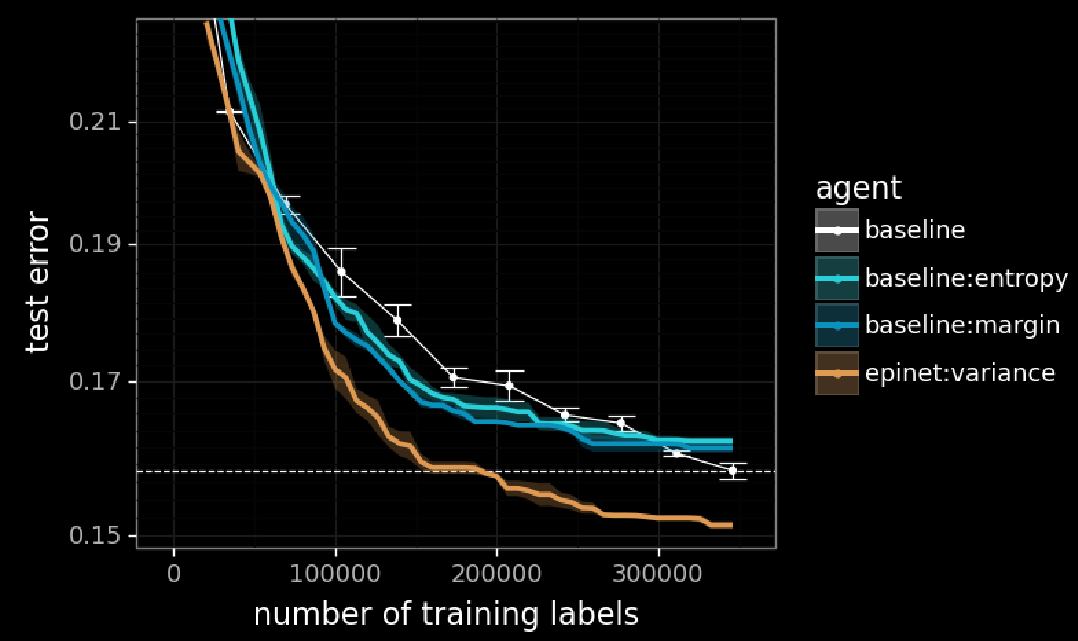 0.21
0.19
0.17
0.15
test error
0
100000
200000
300000
number of training labels
agent
baseline
baseline:entropy
baseline:margin
epinet:variance